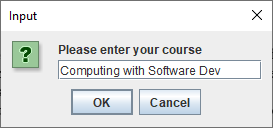 Input
Please enter your course
Computing with Software Dev
OK
Cancel